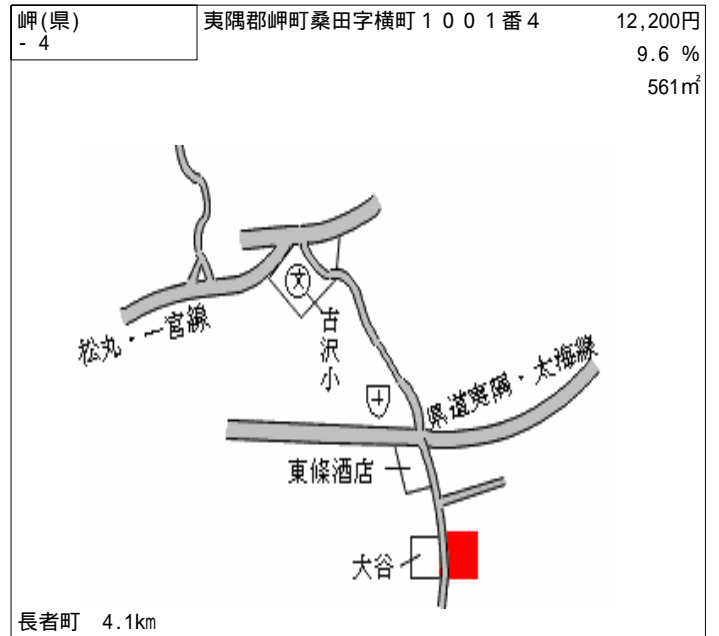 岬(県)
- 4
夷隅郡岬町桑田字横町１００１番４
12,200円
9.6 %
561㎡
文
古沢小
松丸・一宮線
県道夷隅・太海線
東條酒店
大谷
長者町 4.1km